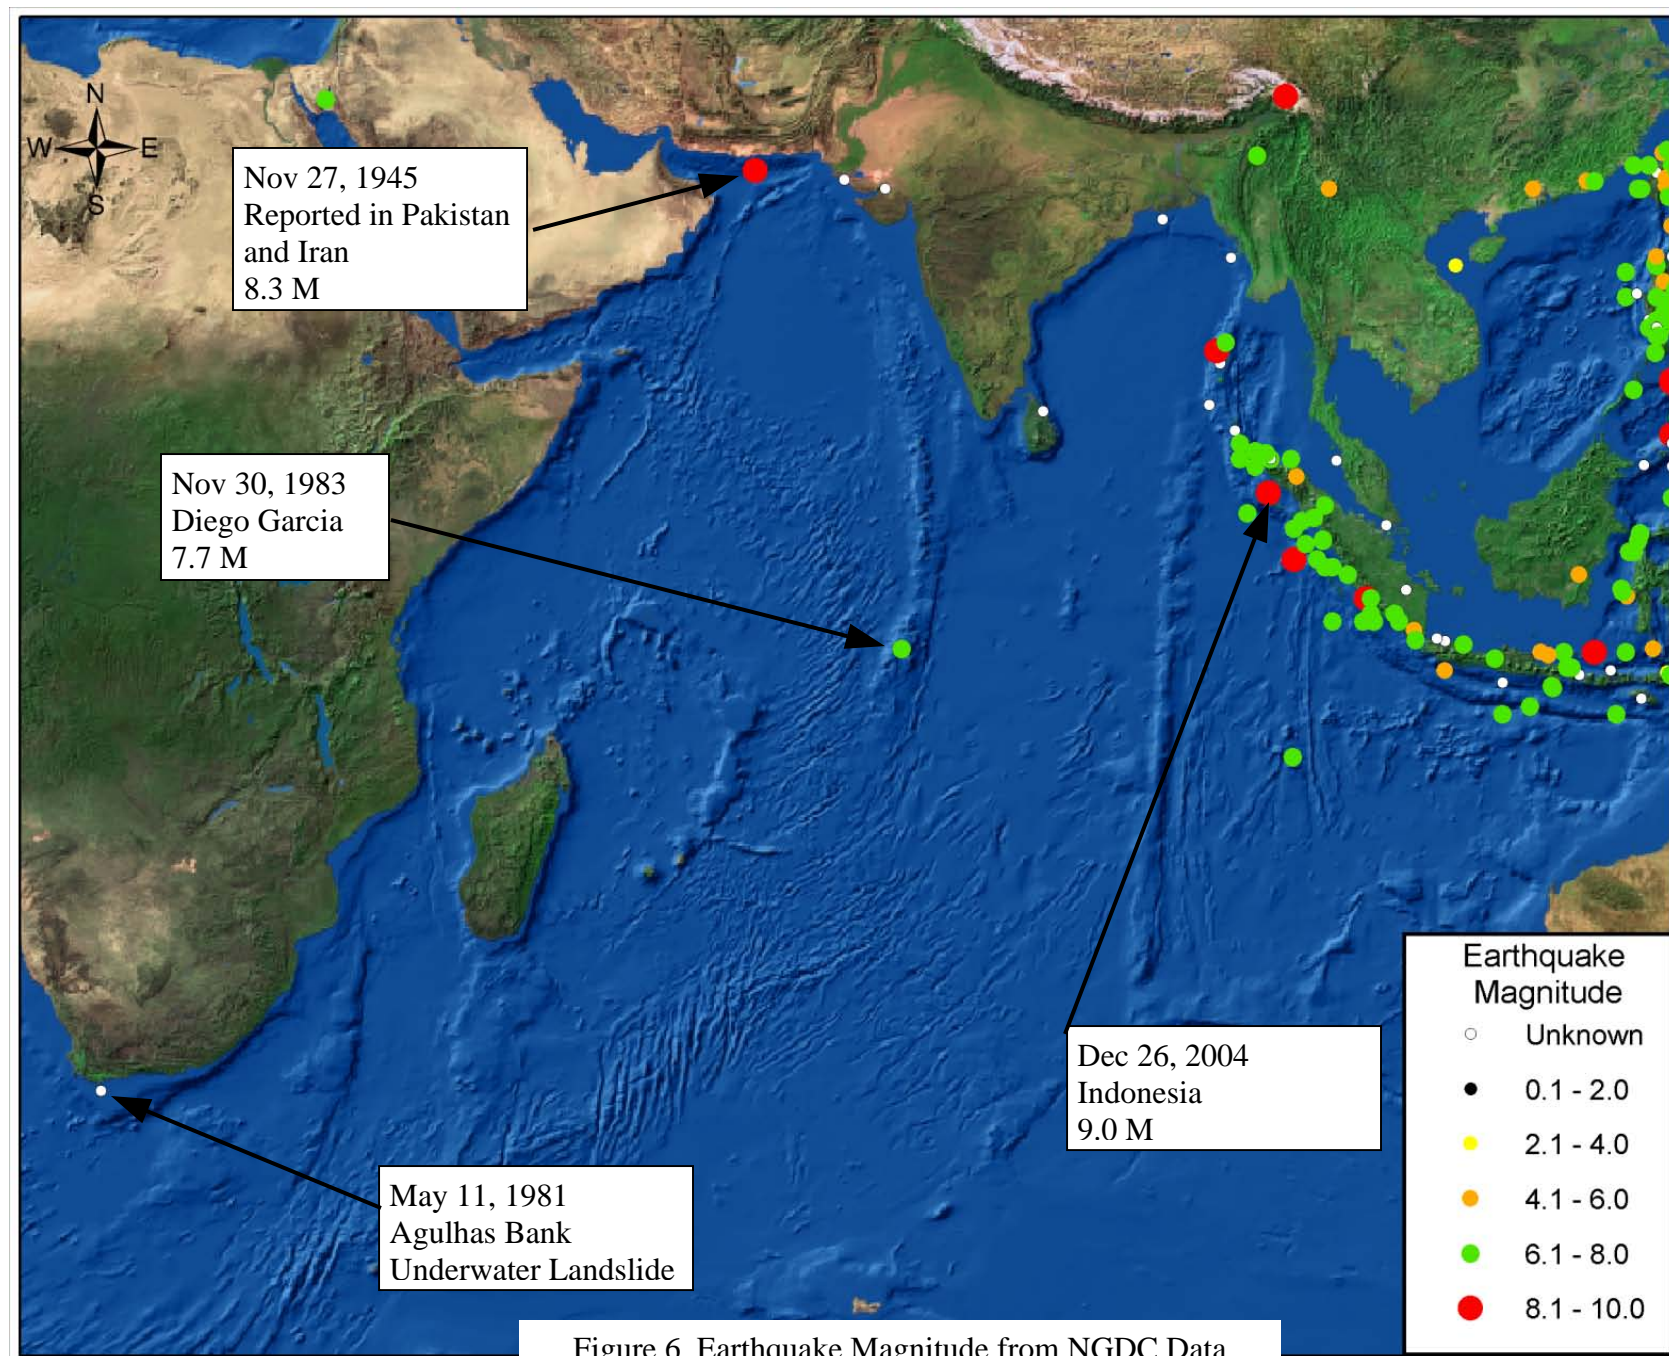 N
W E
S
Nov 27, 1945
Reported in Pakistan
and Iran
8.3 M
Nov 30, 1983
Diego Garcia
7.7 M
Dec 26, 2004
Indonesia
9.0 M
May 11, 1981
Agulhas Bank
Underwater Landslide
Earthquake
Magnitude
Unknown
0.1 - 2.0
2.1 - 4.0
4.1 - 6.0
6.1 - 8.0
8.1 - 10.0
Figure 6. Earthquake Magnitude from NGDC Data